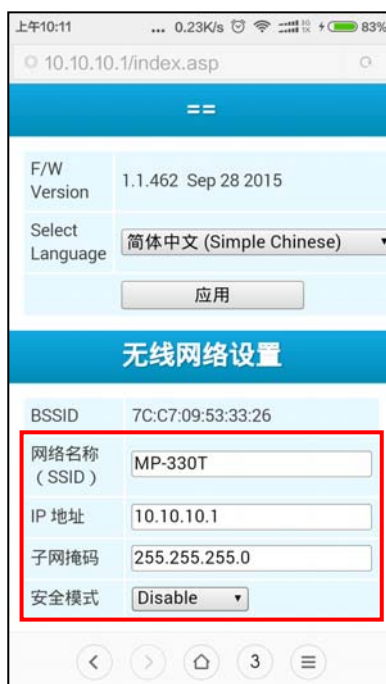 上午10:11 ... 0.23K/s 83%
10.10.10.1/index.asp
==
F/W Version 1.1.462 Sep 28 2015
Select Language 简体中文 (Simple Chinese)
应用
无线网络设置
BSSID 7C:C7:09:53:33:26
网络名称
（SSID） MP-330T
IP 地址 10.10.10.1
子网掩码 255.255.255.0
安全模式 Disable
3